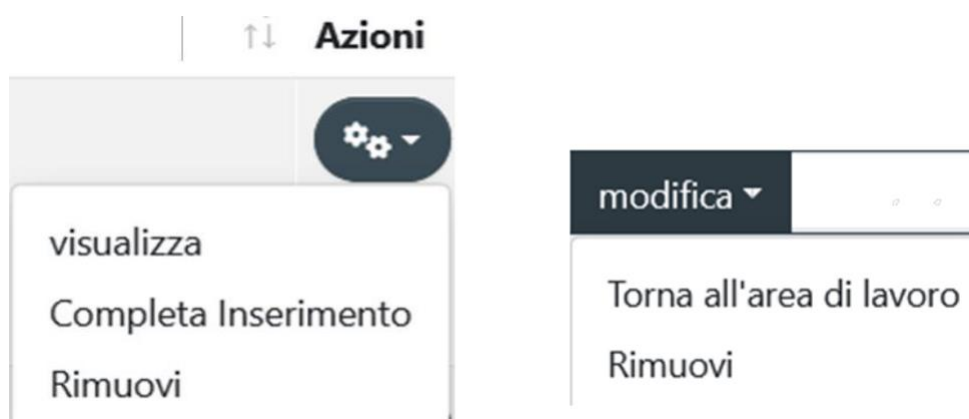 Azioni
visualizza
Completa Inserimento
Rimuovi
modifica
Torna all'area di lavoro
Rimuovi